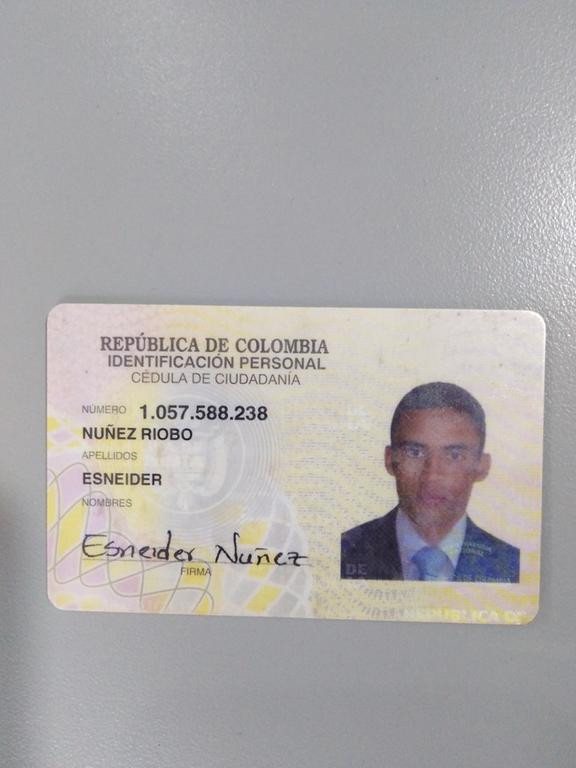 REPÚBLICA DE COLOMBIA
IDENTIFICACIÓN PERSONAL
CÉDULA DE CIUDADANÍA
NÚMERO 1.057.588.238
NUÑEZ RIOBO
APELLIDOS
ESNEIDER
NOMBRES
Esneider Nuñez
FIRMA
REPUBLICA DE